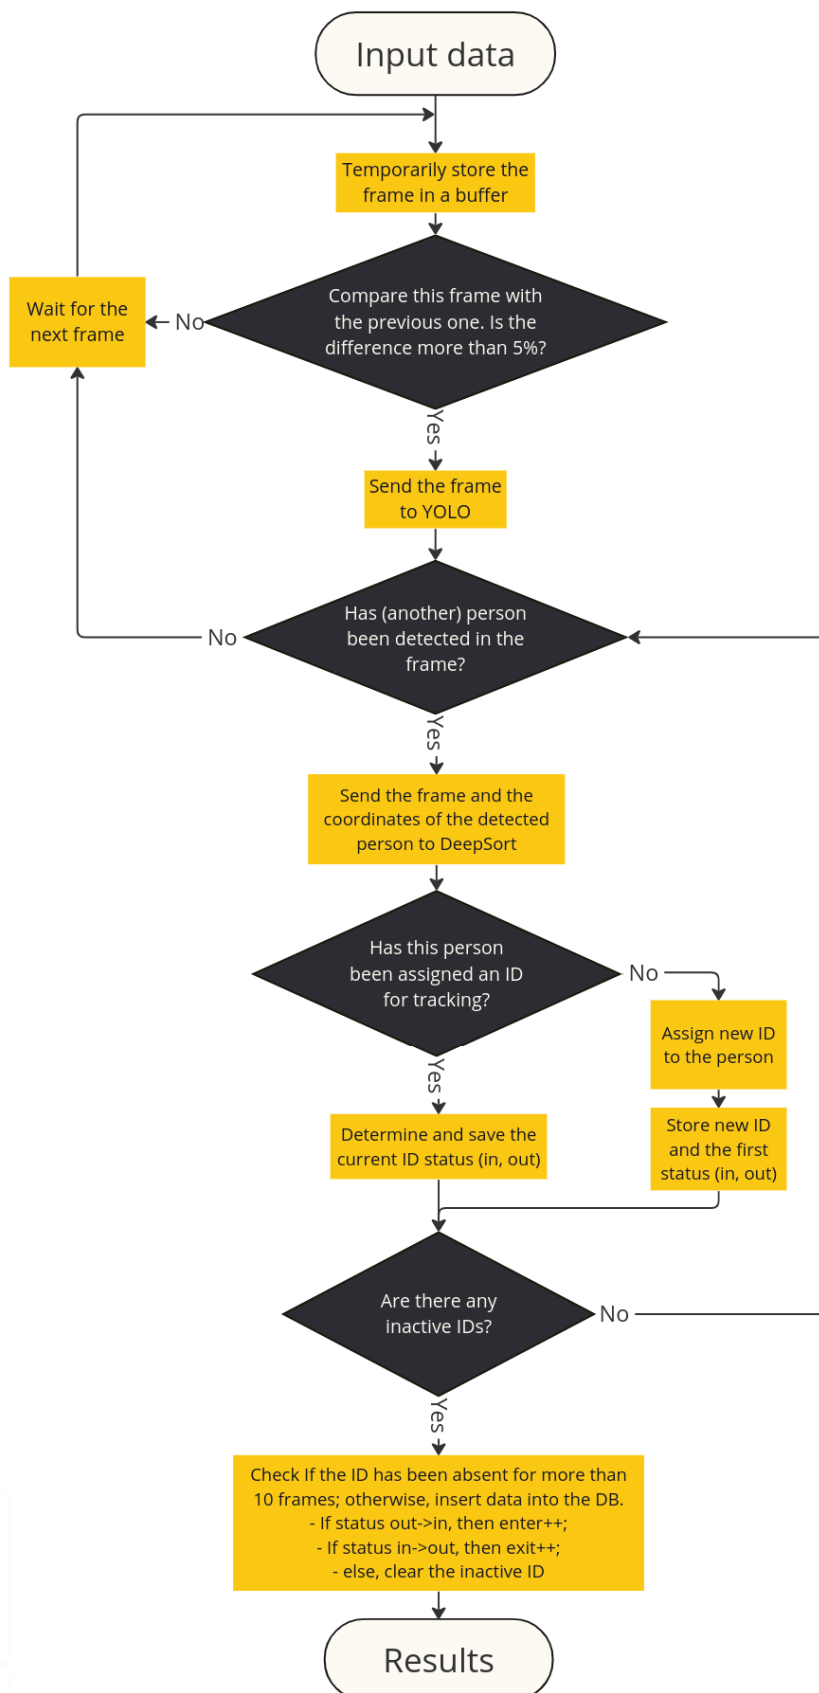 Input data
Temporarily store the
frame in a buffer
Compare this frame with
the previous one. Is the
difference more than 5%?
No
Wait for the
next frame
Yes
Send the frame
to YOLO
Has (another) person
been detected in the
frame?
No
Yes
Send the frame and the
coordinates of the detected
person to DeepSort
Has this person
been assigned an ID
for tracking?
No
Assign new ID
to the person
Yes
Determine and save the
current ID status (in, out)
Store new ID
and the first
status (in, out)
Are there any
inactive IDs?
No
Yes
Check If the ID has been absent for more than
10 frames; otherwise, insert data into the DB.
- If status out->in, then enter++;
- If status in->out, then exit++;
- else, clear the inactive ID
Results